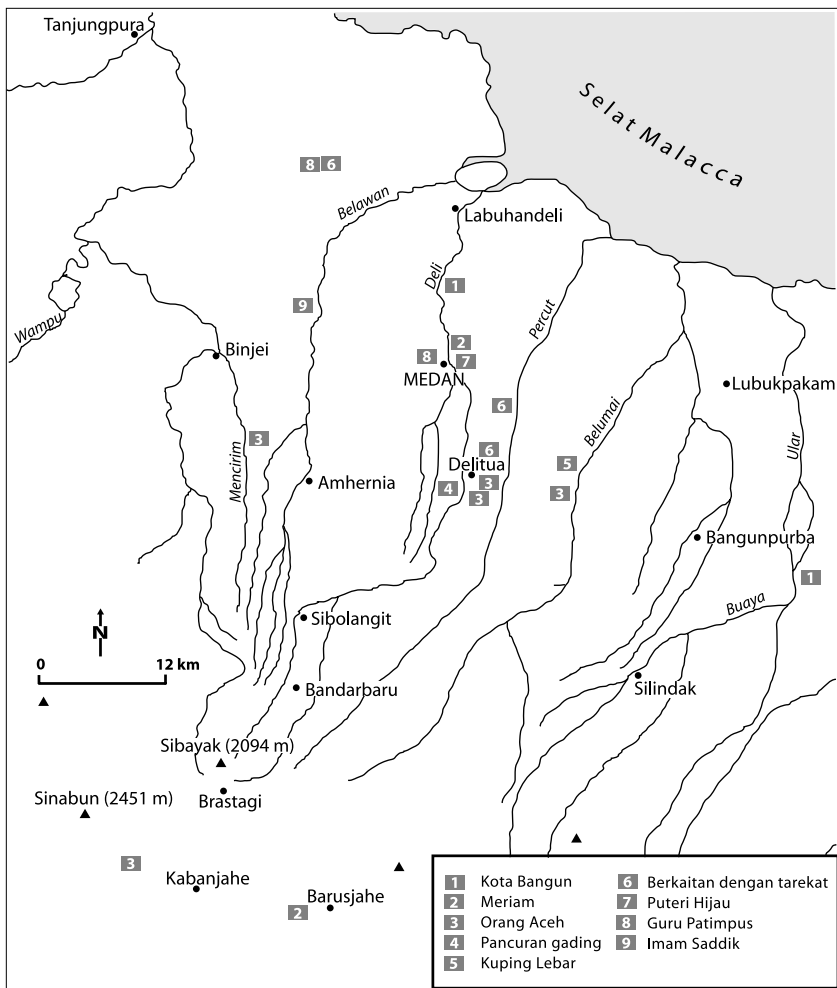 Tanjungpura
Selat Malacca
8 6
Belawan
Labuhandeli
Deli
1
9
Percut
Wampu
Binjei
2
8 7
MEDAN
Lubukpakam
6
Belumai
Ular
3
Mencirim
6
Delitua
5
Amhernia
4 3
3
3
Bangunpurba
1
Buaya
N
Sibolangit
0 12 km
Bandarbaru
Silindak
Sibayak (2094 m)
Sinabun (2451 m)
Brastagi
3
Kabanjahe
2 Barusjahe
1 Kota Bangun
2 Meriam
3 Orang Aceh
4 Pancuran gading
5 Kuping Lebar
6 Berkaitan dengan tarekat
7 Puteri Hijau
8 Guru Patimpus
9 Imam Saddik